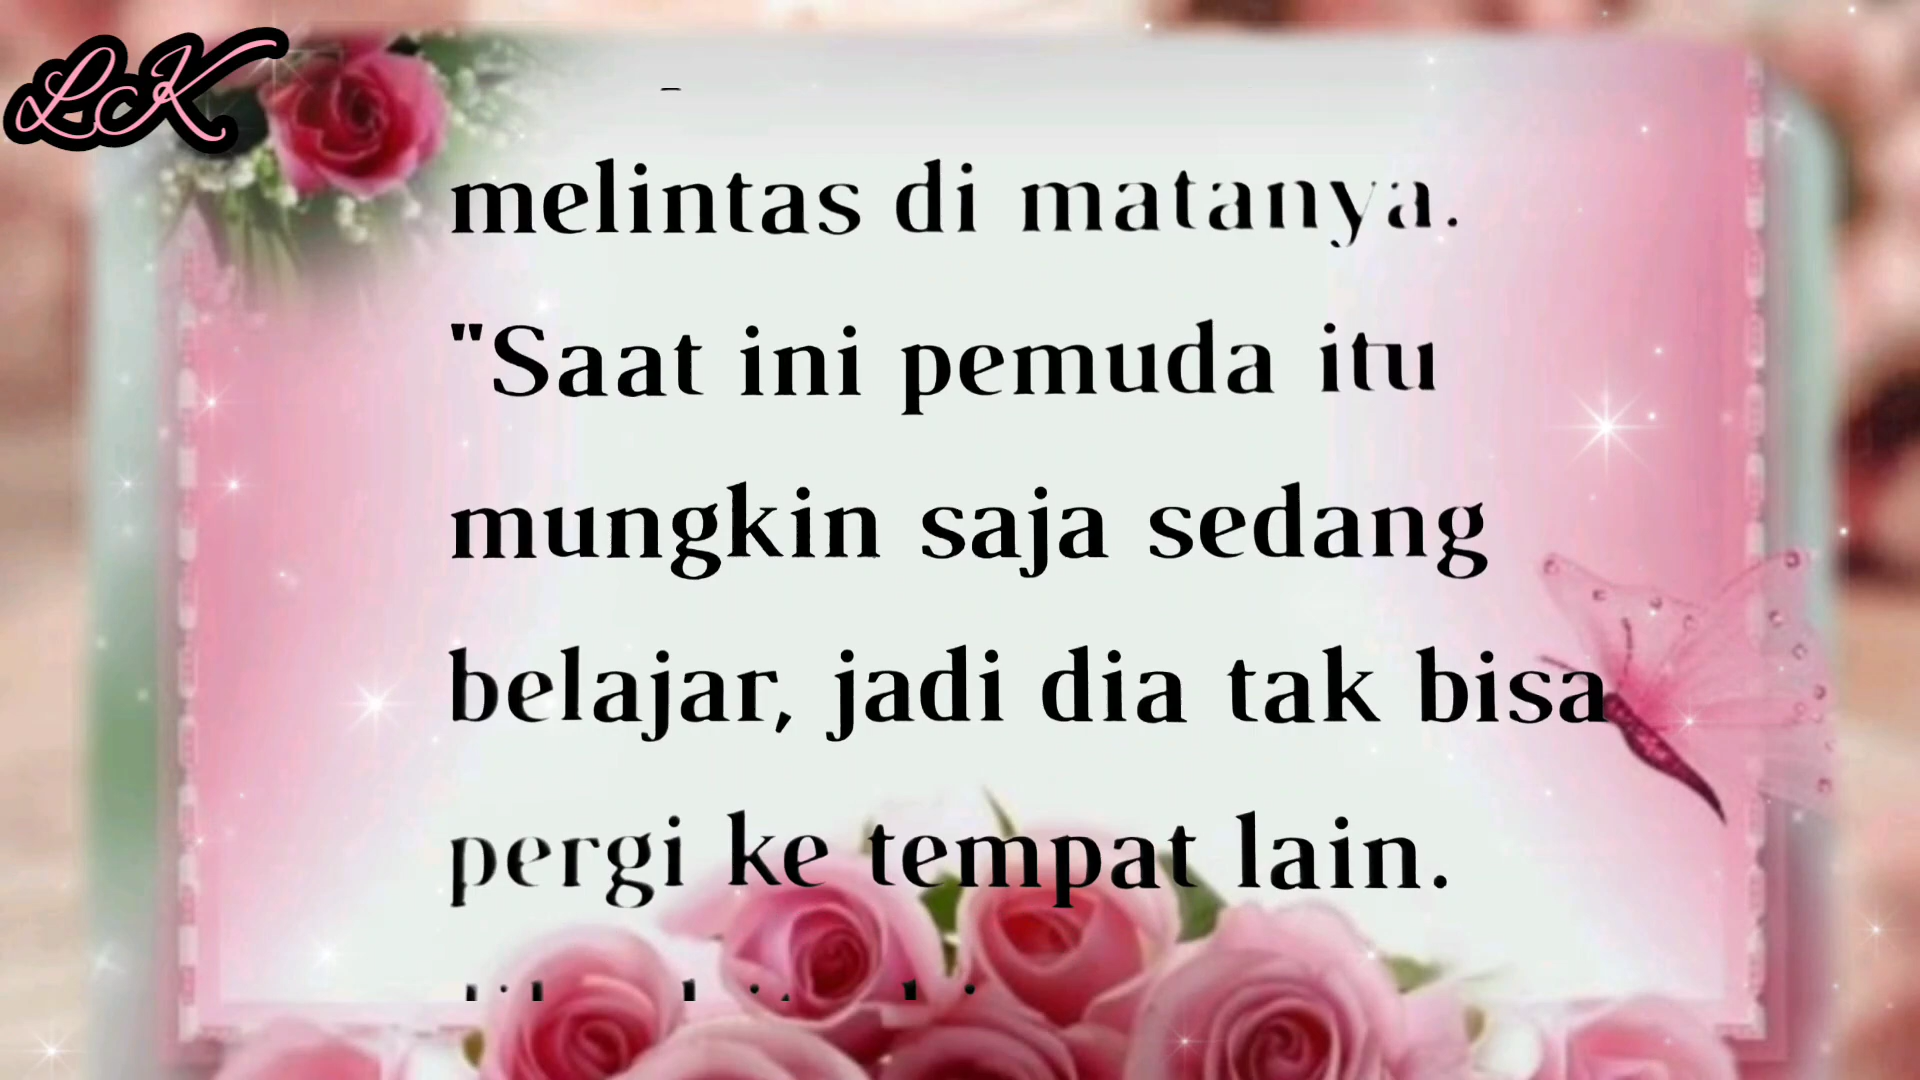 LK
melintas di matanya.
"Saat ini pemuda itu
mungkin saja sedang
belajar, jadi dia tak bisa
pergi ke tempat lain.